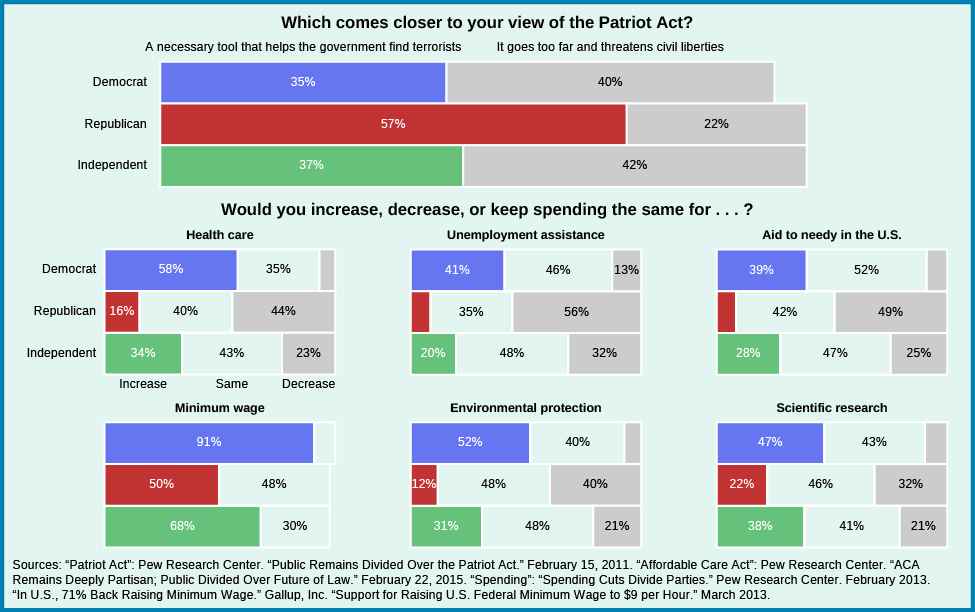 Which comes closer to your view of the Patriot Act?
A necessary tool that helps the government find terrorists It goes too far and threatens civil liberties
Democrat 35% 40%
Republican 57% 22%
Independent 37% 42%
Would you increase, decrease, or keep spending the same for . . . ?
Health care Unemployment assistance Aid to needy in the U.S.
Democrat 58% 35% 41% 46% 13% 39% 52%
Republican 16% 40% 44% 35% 56% 42% 49%
Independent 34% 43% 23% 20% 48% 32% 28% 47% 25%
Increase Same Decrease
Minimum wage Environmental protection Scientific research
91% 52% 40% 47% 43%
50% 48% 12% 48% 40% 22% 46% 32%
68% 30% 31% 48% 21% 38% 41% 21%
Sources: “Patriot Act”: Pew Research Center. “Public Remains Divided Over the Patriot Act.” February 15, 2011. “Affordable Care Act”: Pew Research Center. “ACA
Remains Deeply Partisan; Public Divided Over Future of Law.” February 22, 2015. “Spending”: “Spending Cuts Divide Parties.” Pew Research Center. February 2013.
“In U.S., 71% Back Raising Minimum Wage.” Gallup, Inc. “Support for Raising U.S. Federal Minimum Wage to $9 per Hour.” March 2013.